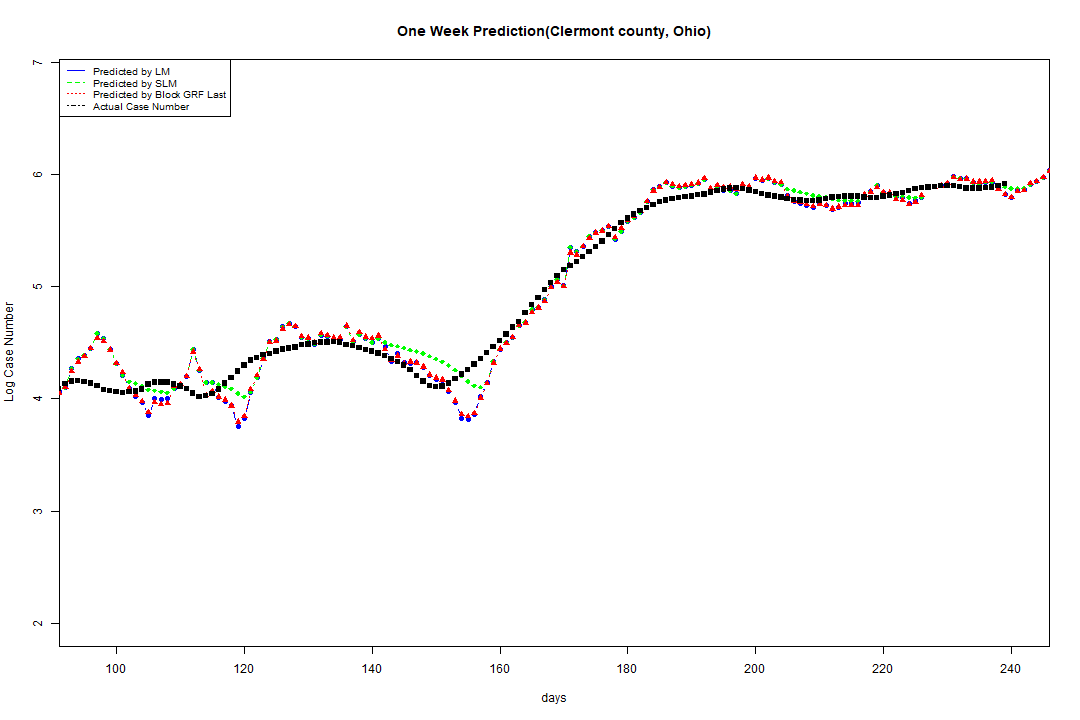 One Week Prediction(Clermont county, Ohio)
Predicted by LM
Predicted by SLM
Predicted by Block GRF Last
Actual Case Number
7
6
5
4
3
2
Log Case Number
100 120 140 160 180 200 220 240
days